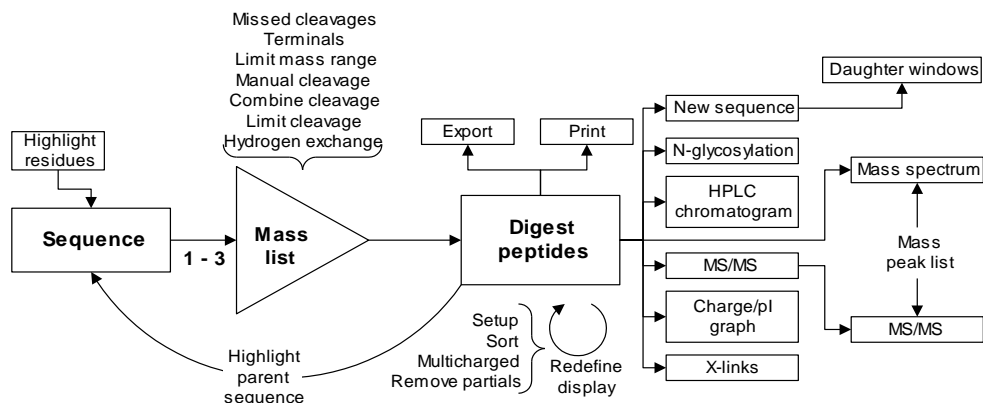 Missed cleavages
Terminals
Limit mass range
Manual cleavage
Combine cleavage
Limit cleavage
Hydrogen exchange
Highlight
residues
Sequence
1 - 3
Mass
list
Export
Print
Digest
peptides
Highlight
parent
sequence
Setup
Sort
Multicharged
Remove partials
Redefine
display
New sequence
N-glycosylation
HPLC
chromatogram
MS/MS
Charge/pI
graph
X-links
Daughter windows
Mass spectrum
Mass
peak list
MS/MS